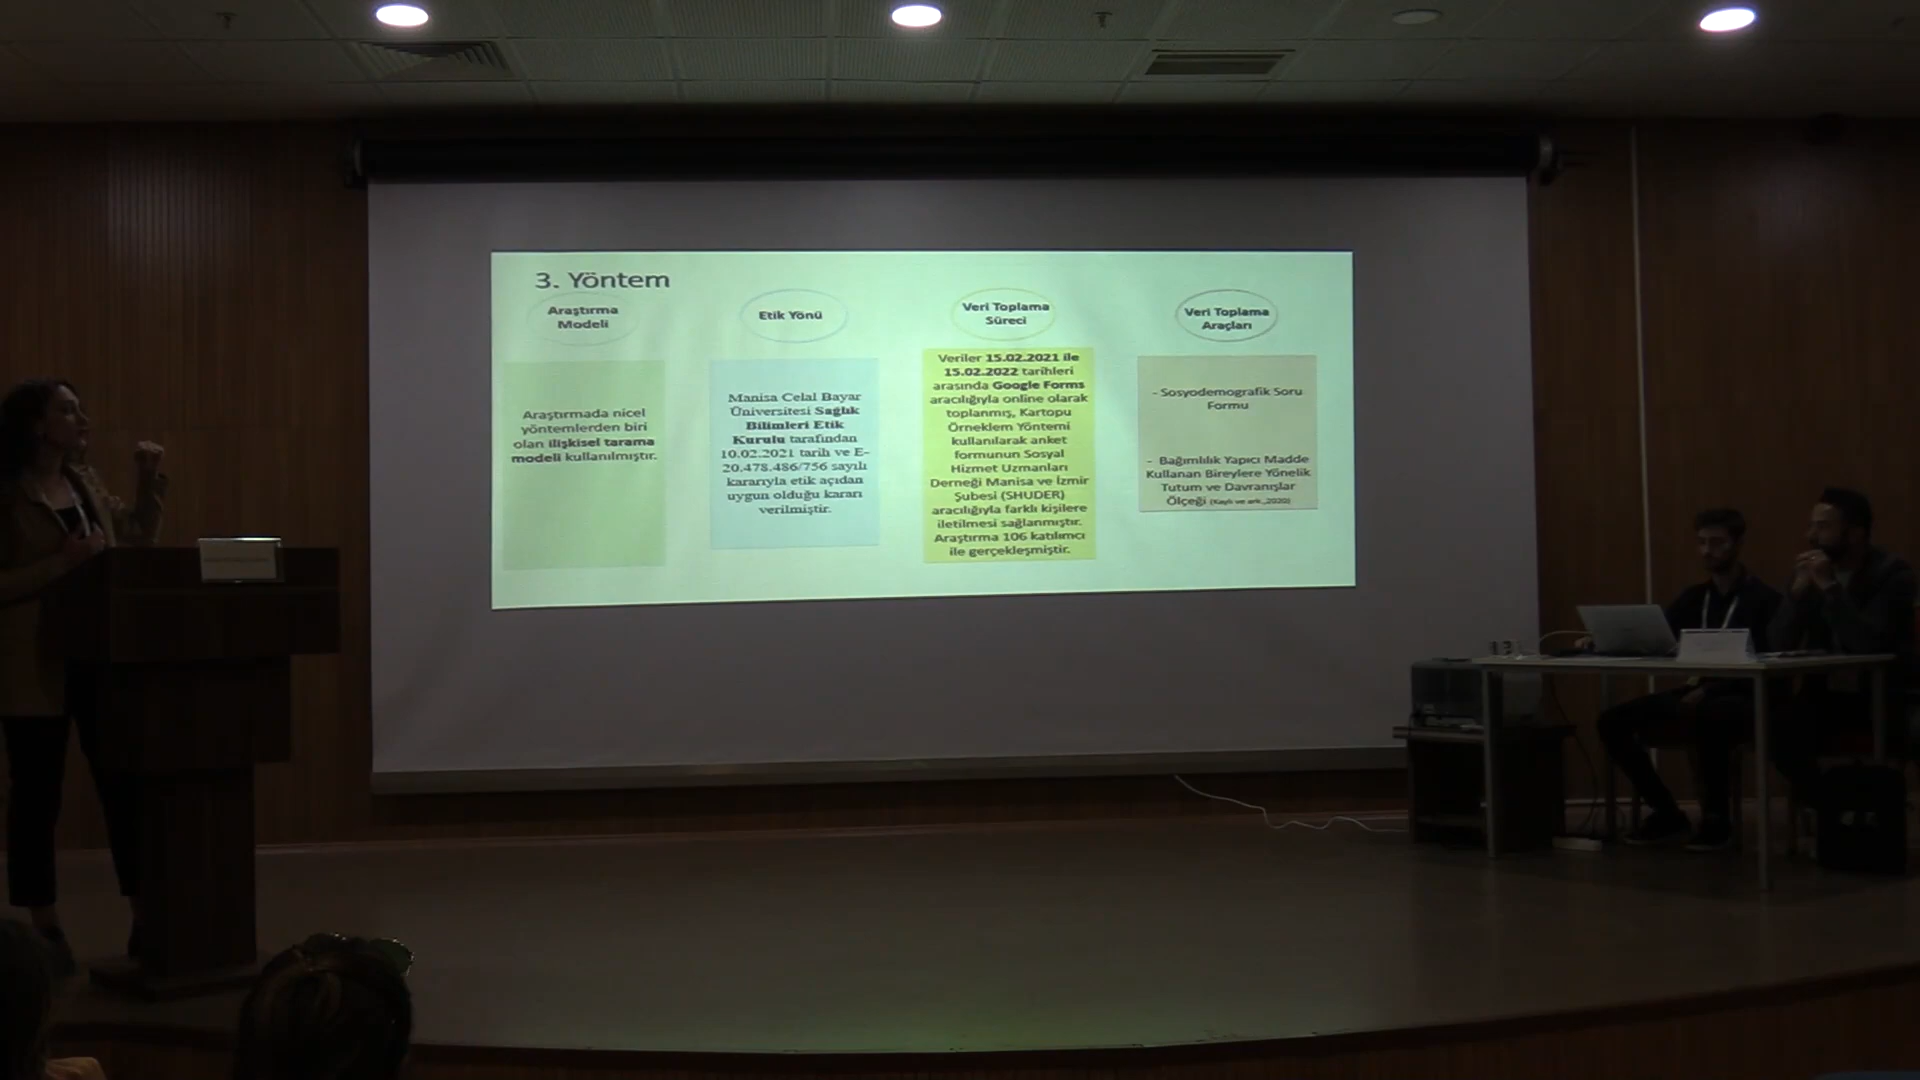 3. Yöntem
Araştırma
Modeli
Araştırmada nicel
yöntemlerden biri
olan ilişkisel tarama
modeli kullanılmıştır.
Etik Yönü
Manisa Celal Bayar
Üniversitesi Sağlık
Bilimleri Etik
Kurulu tarafından
10.02.2021 tarih ve E-
20.478.486/756 sayılı
kararıyla etik açıdan
uygun olduğu kararı
verilmiştir.
Veri Toplama
Süreci
Veriler 15.02.2021 ile
15.02.2022 tarihleri
arasında Google Forms
aracılığıyla online olarak
toplanmış, Kartopu
Örneklem Yöntemi
kullanılarak anket
formunun Sosyal
Hizmet Uzmanları
Derneği Manisa ve İzmir
Şubesi (SHUDER)
aracılığıyla farklı kişilere
iletilmesi sağlanmıştır.
Araştırma 106 katılımcı
ile gerçekleşmiştir.
Veri Toplama
Araçları
- Sosyodemografik Soru
Formu
- Bağımlılık Yapıcı Madde
Kullanan Bireylere Yönelik
Tutum ve Davranışlar
Ölçeği (Kaylı ve ark.,2020)